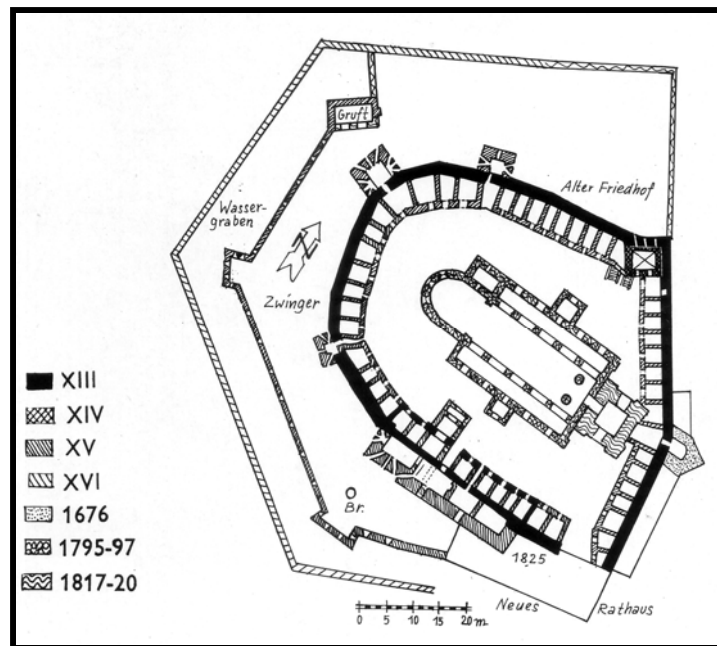 Gruft
Alter Friedhof
Wasser-
graben
Zwinger
XIII
XIV
XV
XVI
1676
1795-97
1817-20
Br.
1825
Neues Rathaus
0 5 10 15 20 m